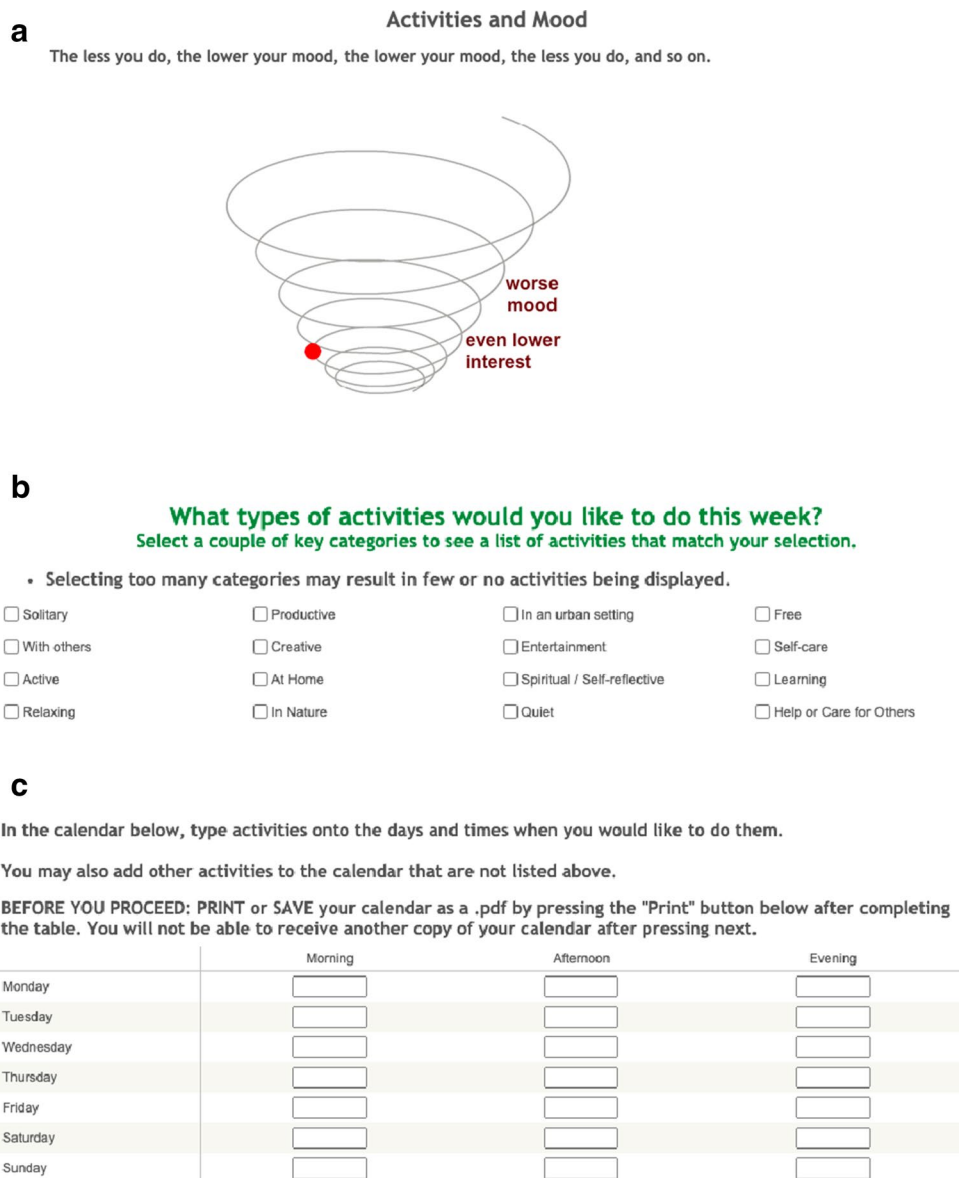 a
Activities and Mood
The less you do, the lower your mood, the lower your mood, the less you do, and so on.
worse
mood
even lower
interest
b
What types of activities would you like to do this week?
Select a couple of key categories to see a list of activities that match your selection.
• Selecting too many categories may result in few or no activities being displayed.
Solitary Productive In an urban setting Free
With others Creative Entertainment Self-care
Active At Home Spiritual / Self-reflective Learning
Relaxing In Nature Quiet Help or Care for Others
c
In the calendar below, type activities onto the days and times when you would like to do them.
You may also add other activities to the calendar that are not listed above.
BEFORE YOU PROCEED: PRINT or SAVE your calendar as a .pdf by pressing the "Print" button below after completing
the table. You will not be able to receive another copy of your calendar after pressing next.
Morning Afternoon Evening
Monday
Tuesday
Wednesday
Thursday
Friday
Saturday
Sunday